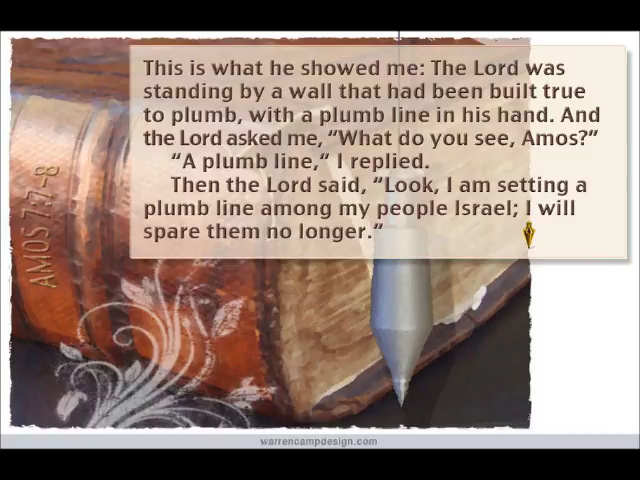 This is what he showed me: The Lord was
standing by a wall that had been built true
to plumb, with a plumb line in his hand. And
the Lord asked me, “What do you see, Amos?”
“A plumb line,” I replied.
Then the Lord said, “Look, I am setting a
plumb line among my people Israel; I will
spare them no longer.”
AMOS 7:7-8
warrencampdesign.com